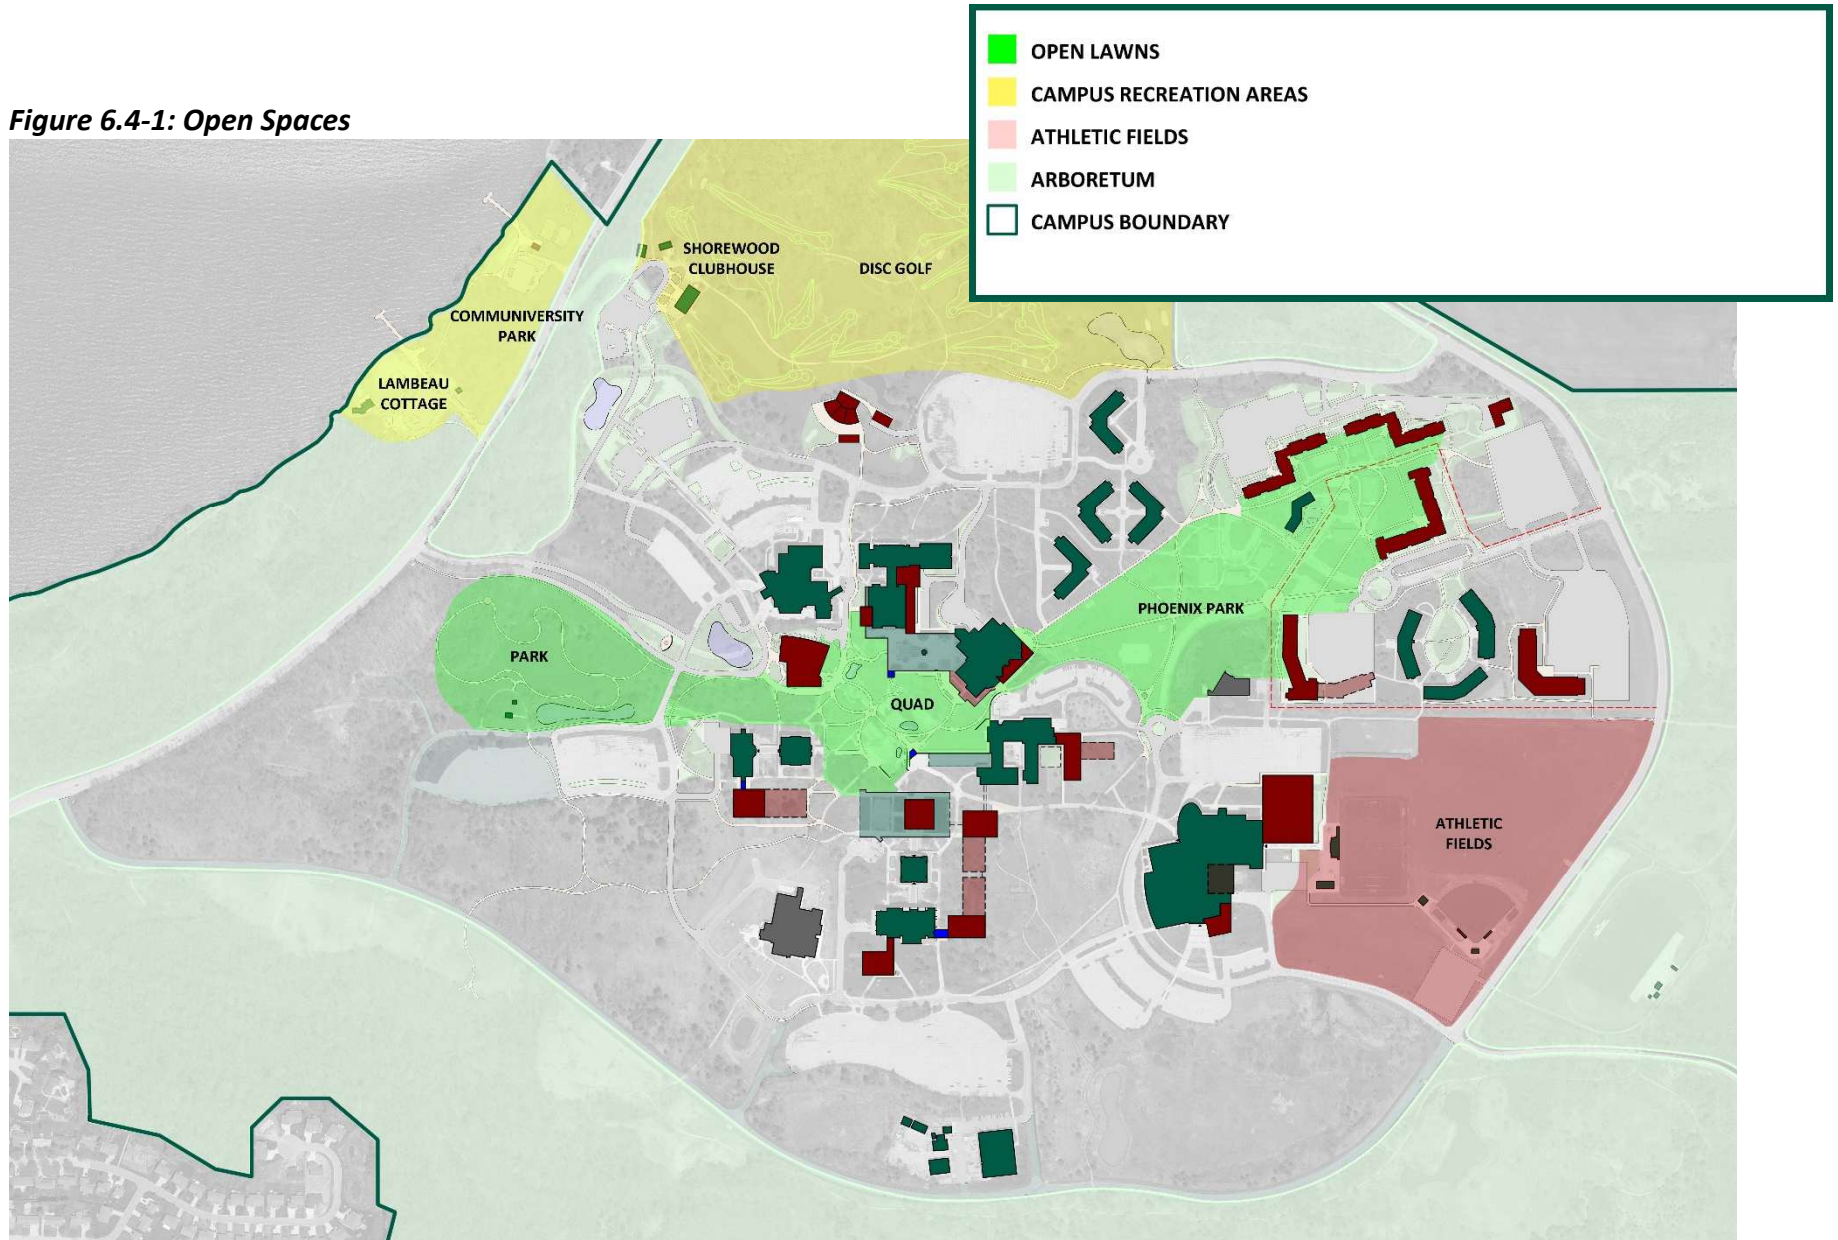 OPEN LAWNS
CAMPUS RECREATION AREAS
ATHLETIC FIELDS
ARBORETUM
CAMPUS BOUNDARY
Figure 6.4-1: Open Spaces
SHOREWOOD
CLUBHOUSE
DISC GOLF
COMMUNIVERSITY
PARK
LAMBEAU
COTTAGE
PHOENIX PARK
PARK
QUAD
ATHLETIC
FIELDS